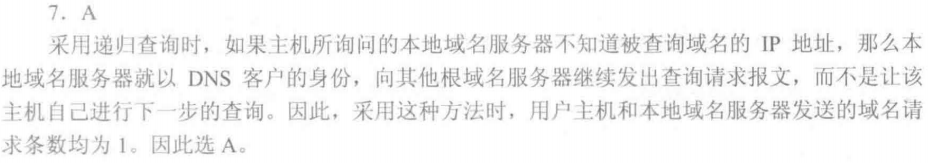 7. A
采用递归查询时，如果主机所询问的本地域名服务器不知道被查询域名的 IP 地址，那么本
地域名服务器就以 DNS 客户的身份，向其他根域名服务器继续发出查询请求报文，而不是让该
主机自己进行下一步的查询。因此，采用这种方法时，用户主机和本地域名服务器发送的域名请
求条数均为 1。因此选 A。